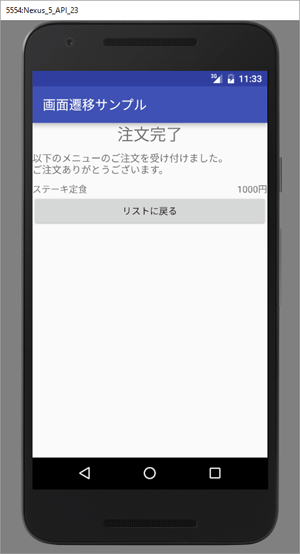 5554:Nexus_5_API_23
3G 11:33
画面遷移サンプル
注文完了
以下のメニューのご注文を受け付けました。
ご注文ありがとうございます。
ステーキ定食 1000円
リストに戻る